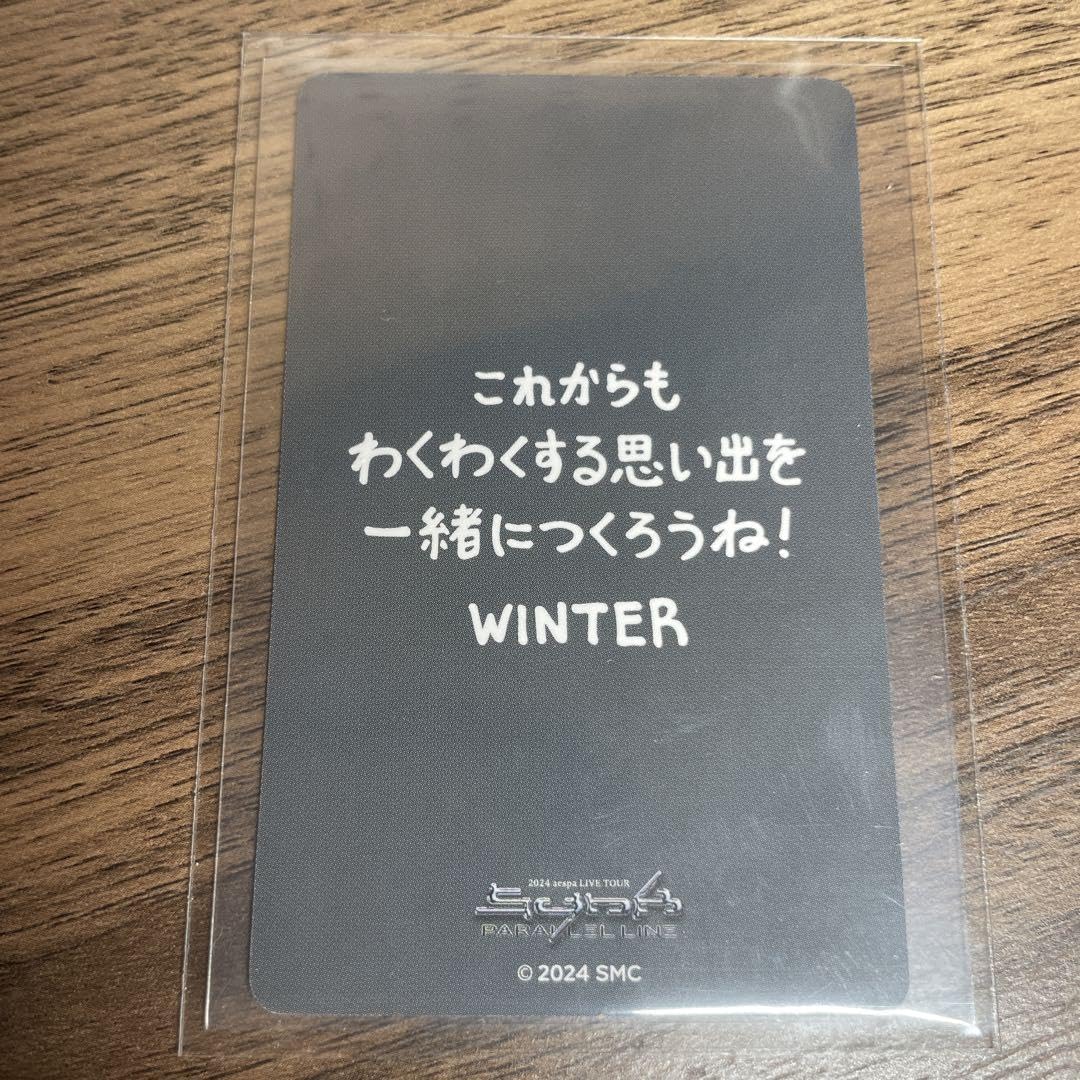 これからも
わくわくする思い出を
一緒につくろうね!
WINTER
2024 aespa LIVE TOUR
SYNK
PARALLEL LINE
© 2024 SMC